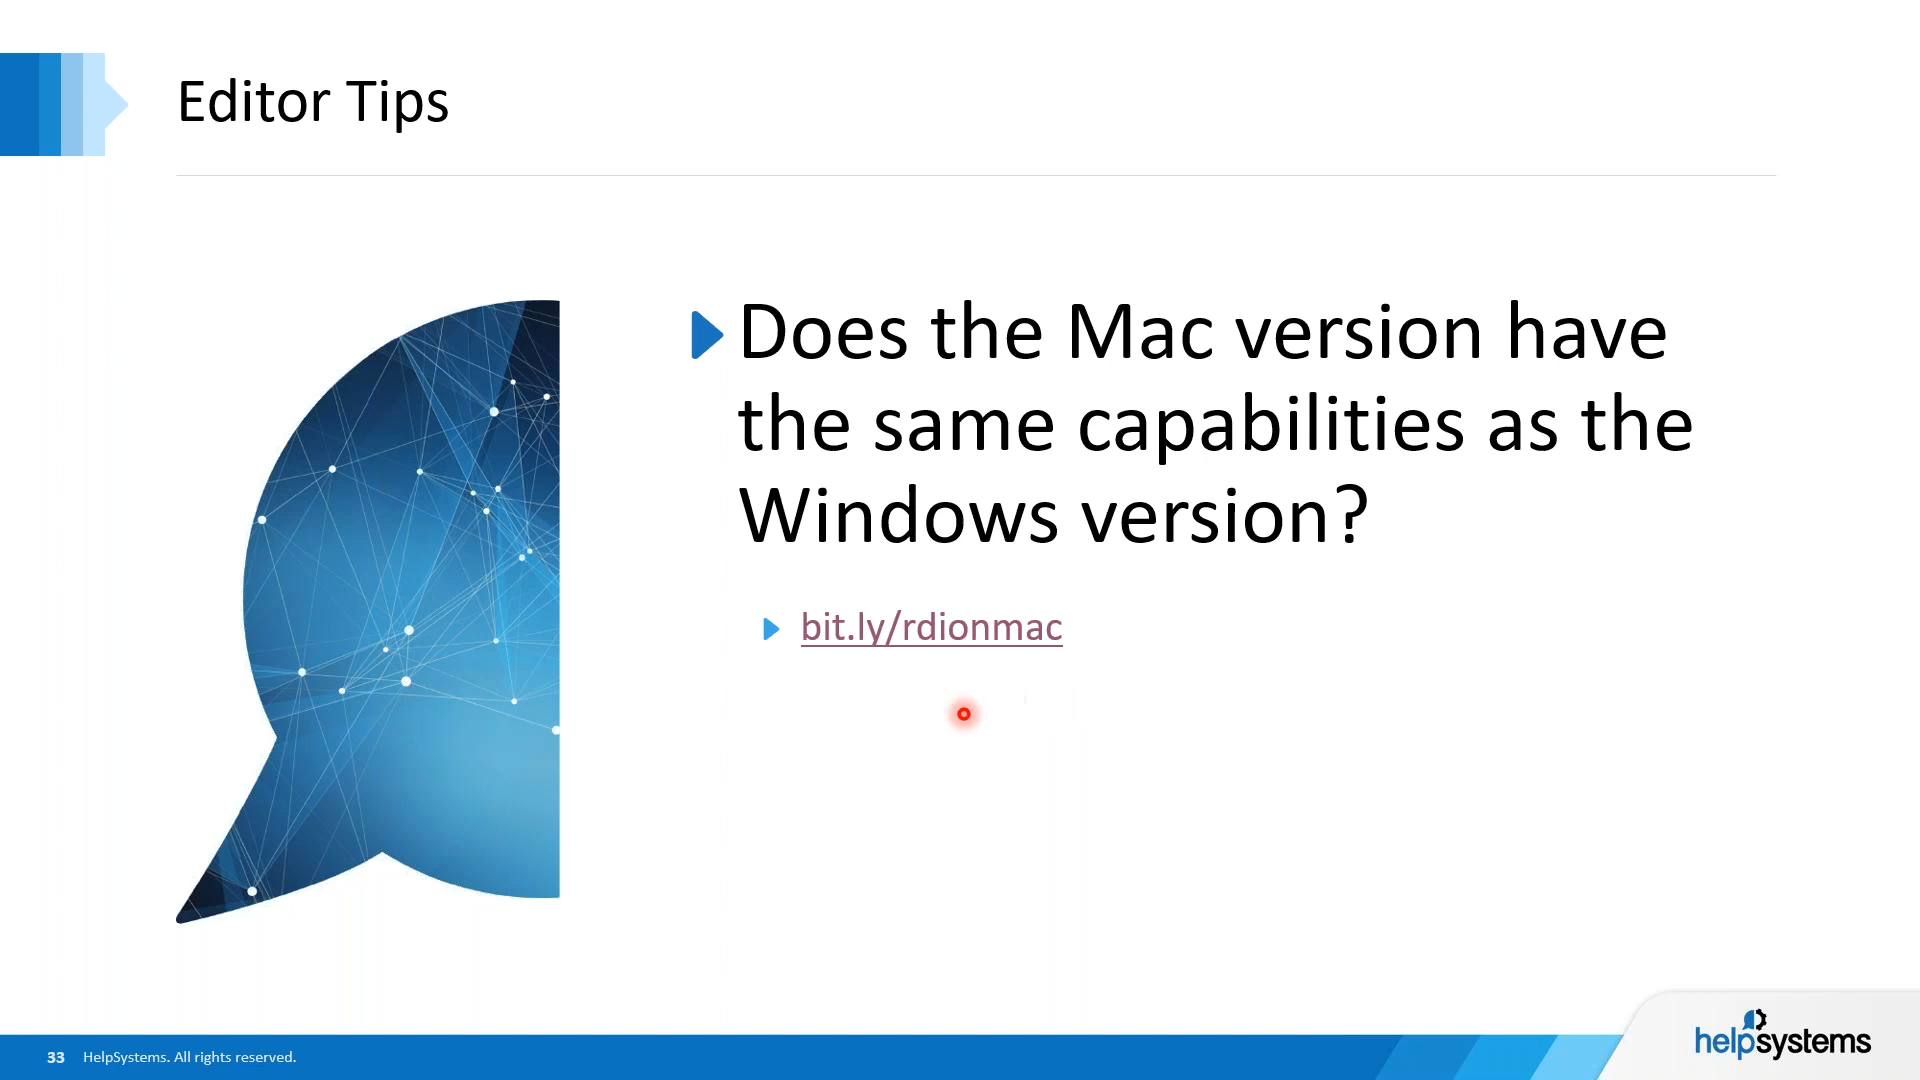 Editor Tips
Does the Mac version have
the same capabilities as the
Windows version?
bit.ly/rdionmac
33 HelpSystems. All rights reserved.
helpsystems